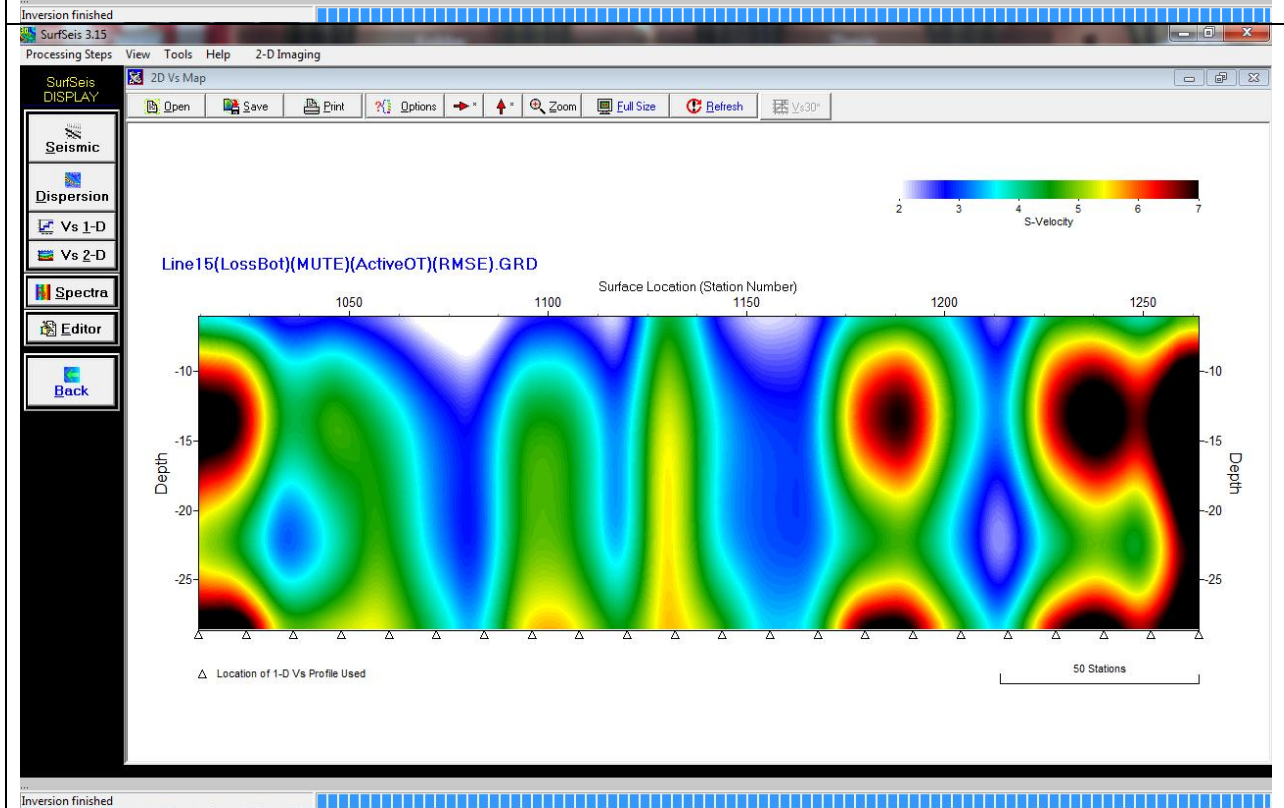 Inversion finished
SurfSeis 3.15
Processing Steps View Tools Help 2-D Imaging
SurfSeis
DISPLAY
2D Vs Map
Open Save Print Options Zoom Full Size Refresh Vs30"
Seismic
Dispersion
Vs 1-D
Vs 2-D
Spectra
Editor
Back
2 3 4 5 6 7
S-Velocity
Line15(LossBot)(MUTE)(ActiveOT)(RMSE).GRD
Surface Location (Station Number)
1050 1100 1150 1200 1250
-10 -10
-15 -15
Depth Depth
-20 -20
-25 -25
△ Location of 1-D Vs Profile Used
50 Stations
...
Inversion finished